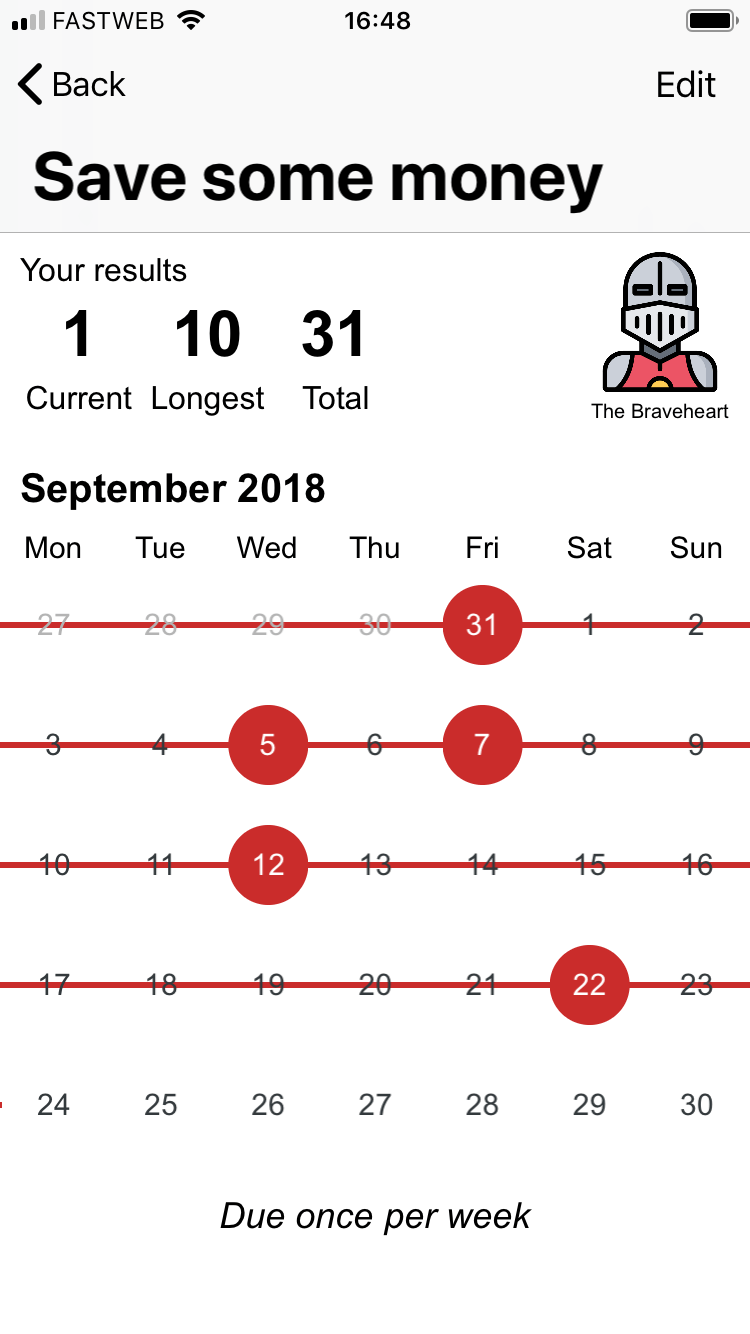 FASTWEB 16:48
Back Edit
Save some money
Your results
1 10 31
Current Longest Total
The Braveheart
September 2018
Mon Tue Wed Thu Fri Sat Sun
27 28 29 30 31 1 2
3 4 5 6 7 8 9
10 11 12 13 14 15 16
17 18 19 20 21 22 23
24 25 26 27 28 29 30
Due once per week